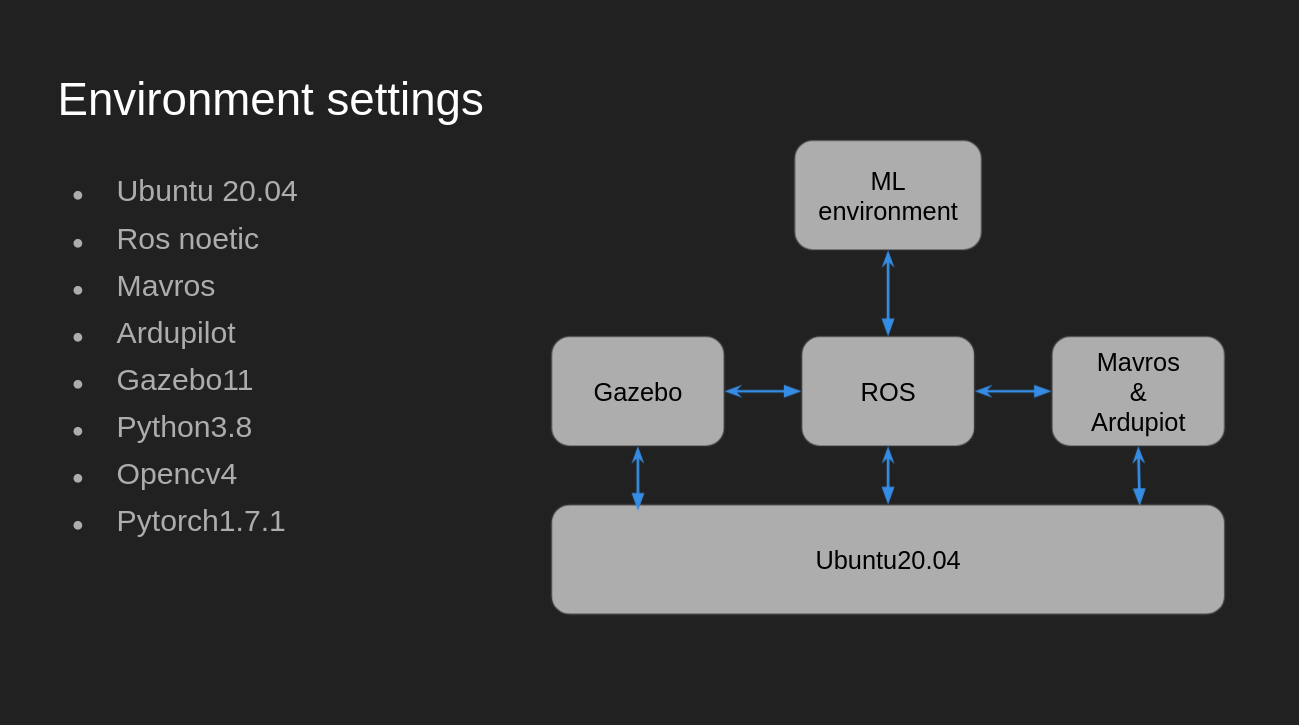 Environment settings
Ubuntu 20.04
Ros noetic
Mavros
Ardupilot
Gazebo11
Python3.8
Opencv4
Pytorch1.7.1
ML
environment
Gazebo
ROS
Mavros
&
Ardupiot
Ubuntu20.04